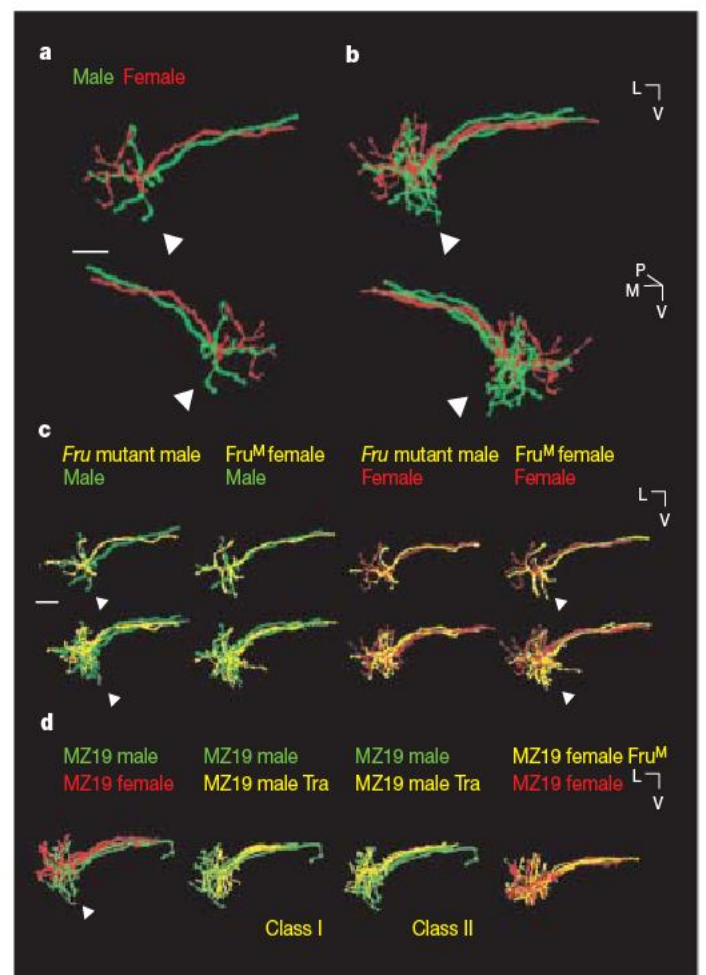 a
b
Male Female
L
V
P
M
V
c
Fru mutant male FruM female Fru mutant male FruM female
Male Male Female Female
L
V
d
MZ19 male MZ19 male MZ19 male MZ19 female FruM
MZ19 female MZ19 male Tra MZ19 male Tra MZ19 female
L
V
Class I Class II